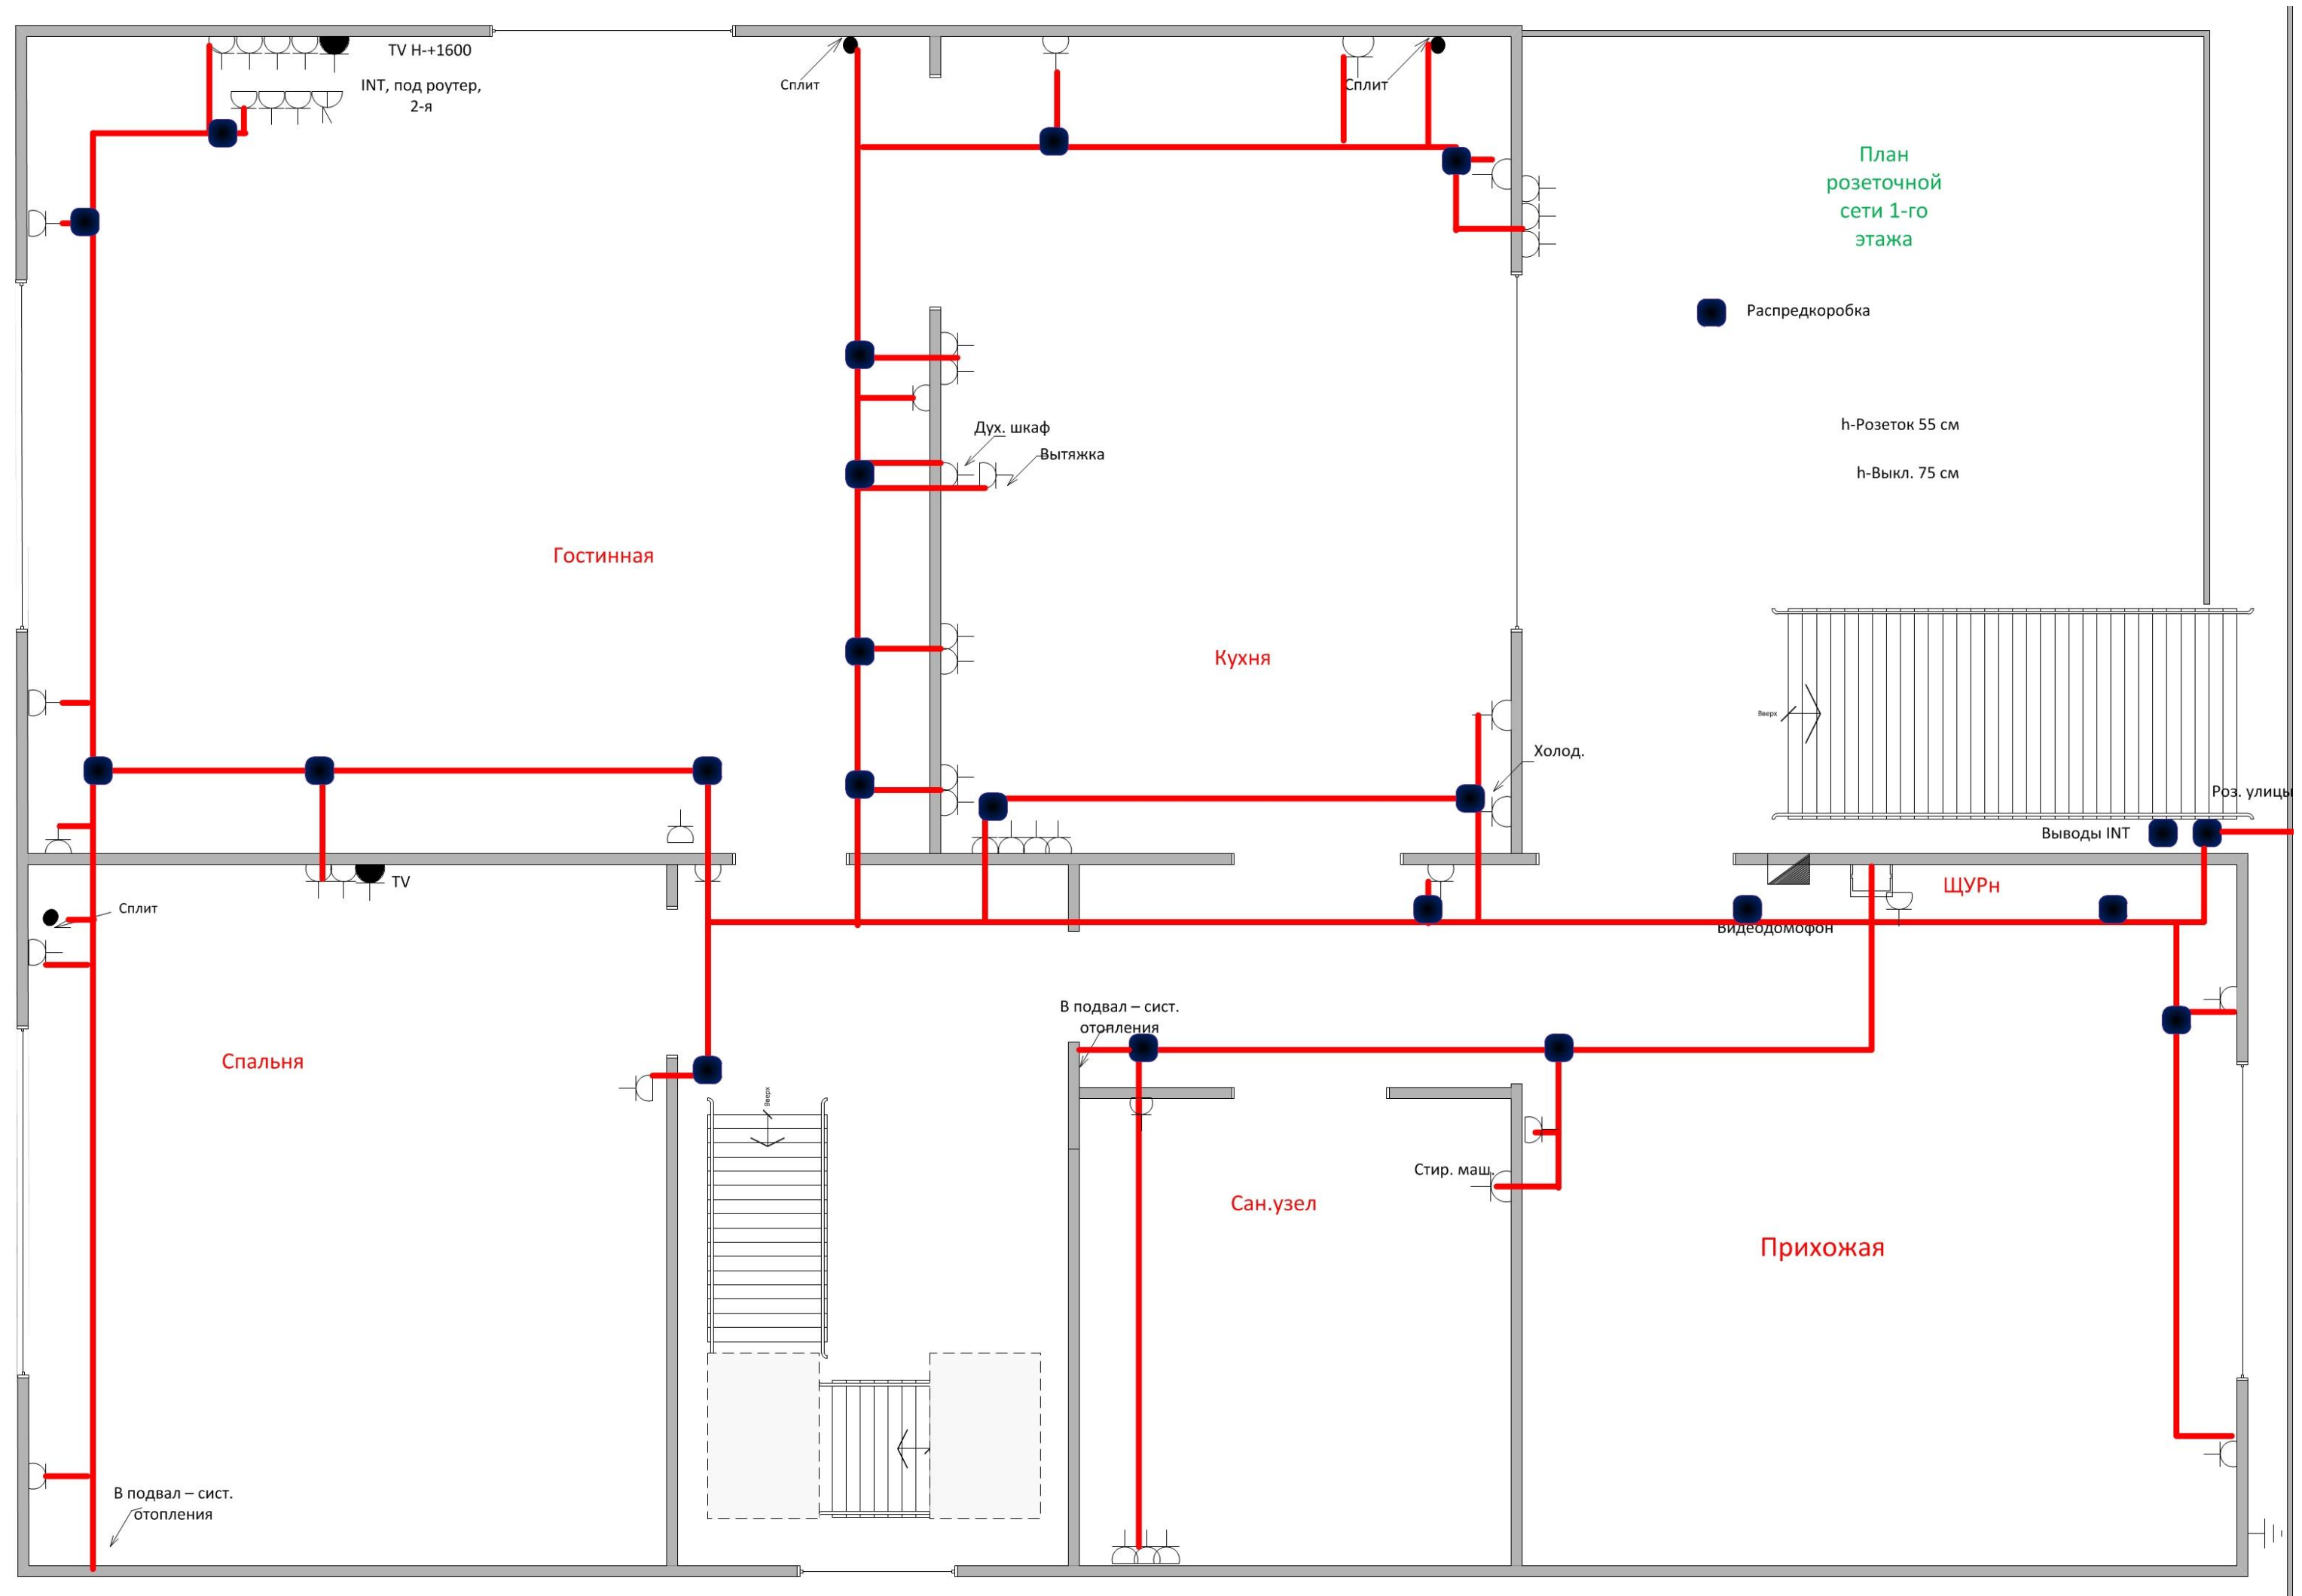 TV H-+1600
INT, под роутер,
2-я
Сплит
Сплит
План
розеточной
сети 1-го
этажа
Распредкоробка
h-Розеток 55 см
h-Выкл. 75 см
Дух. шкаф
Вытяжка
Гостинная
Кухня
Вверх
Холод.
Роз. улицы
Выводы INT
TV
ЩУРн
Сплит
Видеодомофон
В подвал – сист.
отопления
Спальня
Вверх
Стир. маш.
Сан.узел
Прихожая
В подвал – сист.
отопления